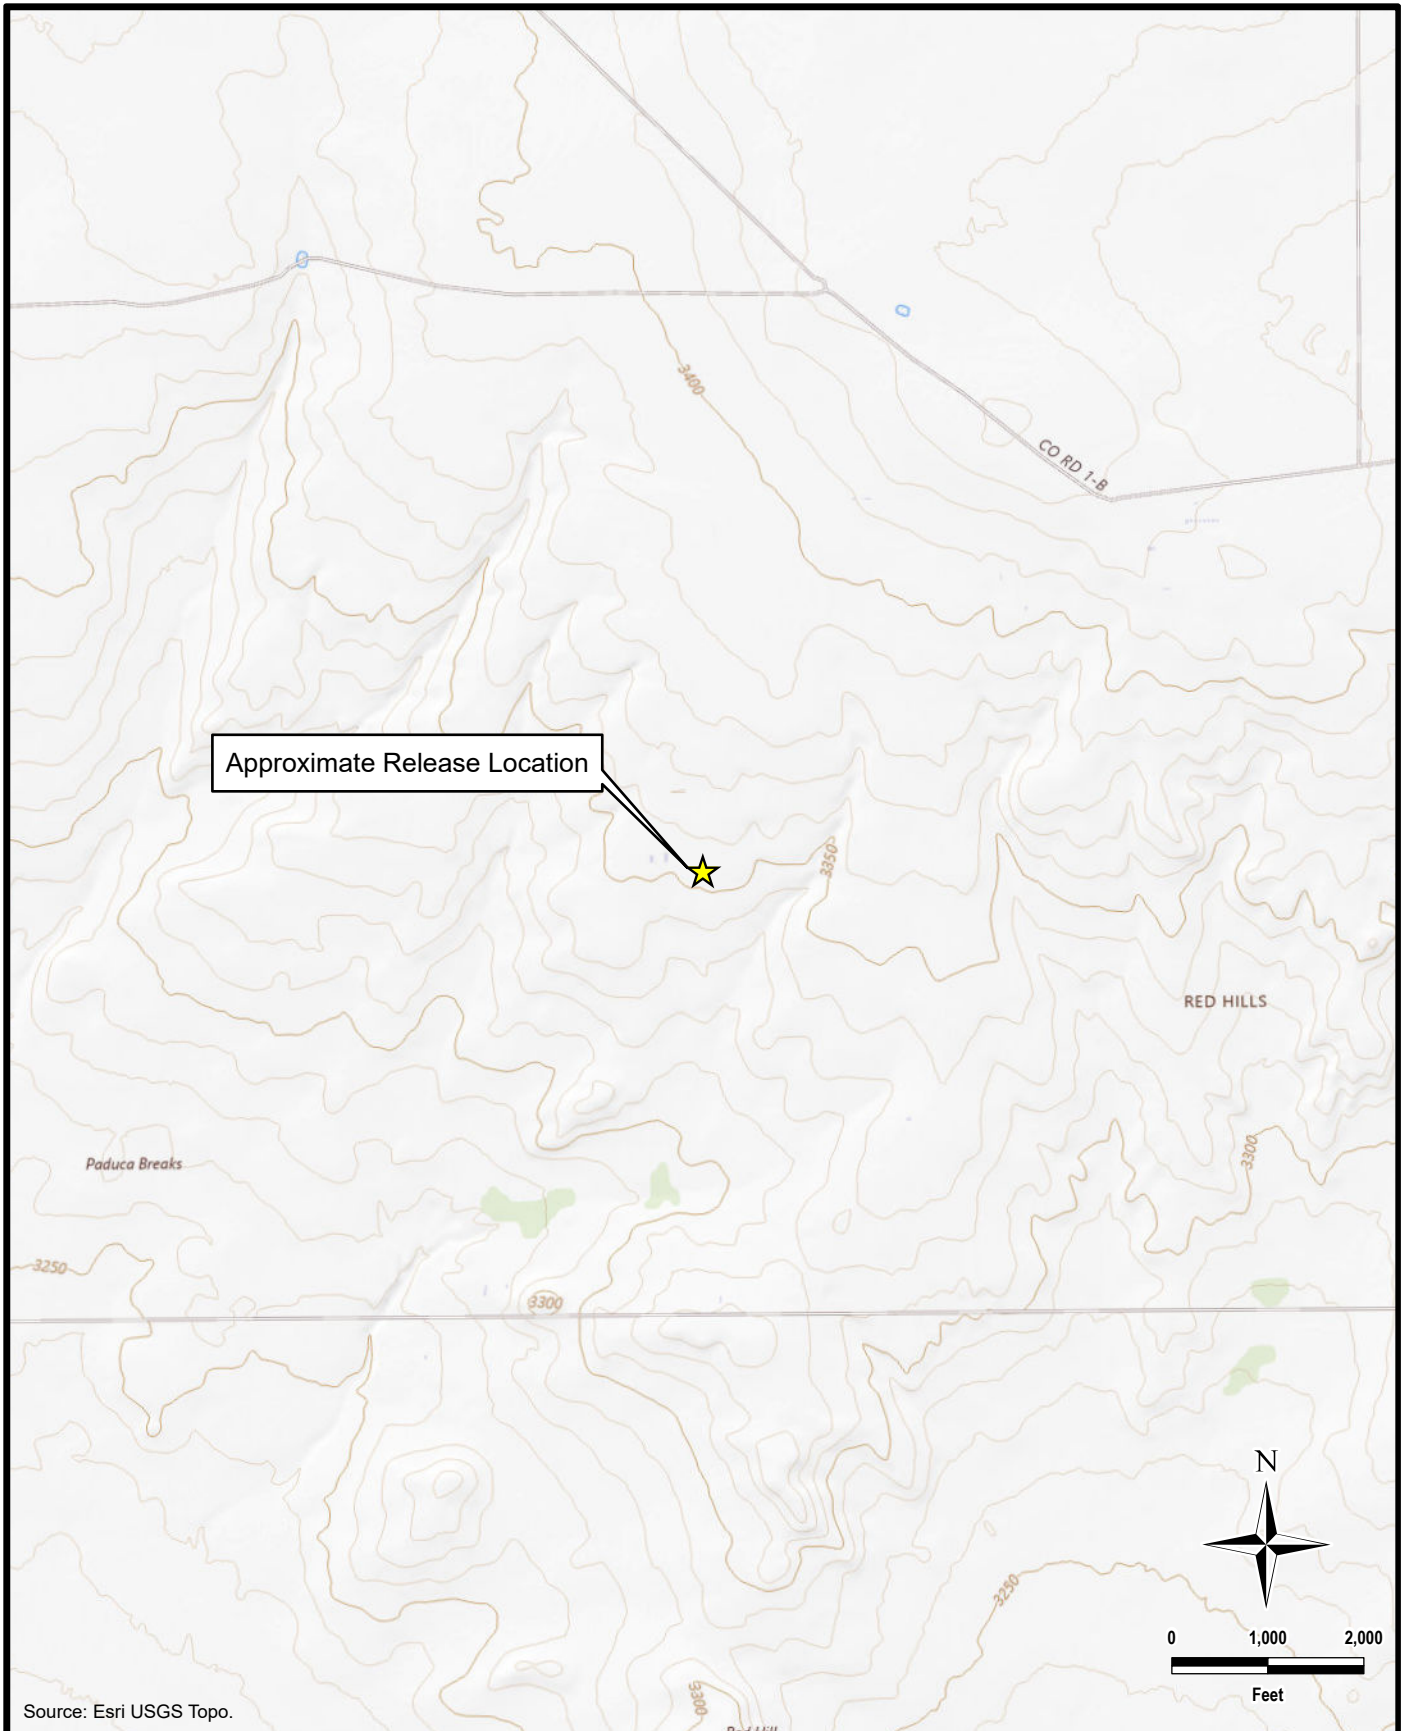 3400
CO RD 1-B
Approximate Release Location
3350
RED HILLS
3300
Paduca Breaks
3250
3300
N
3250
0 1,000 2,000
Feet
3300
Source: Esri USGS Topo.